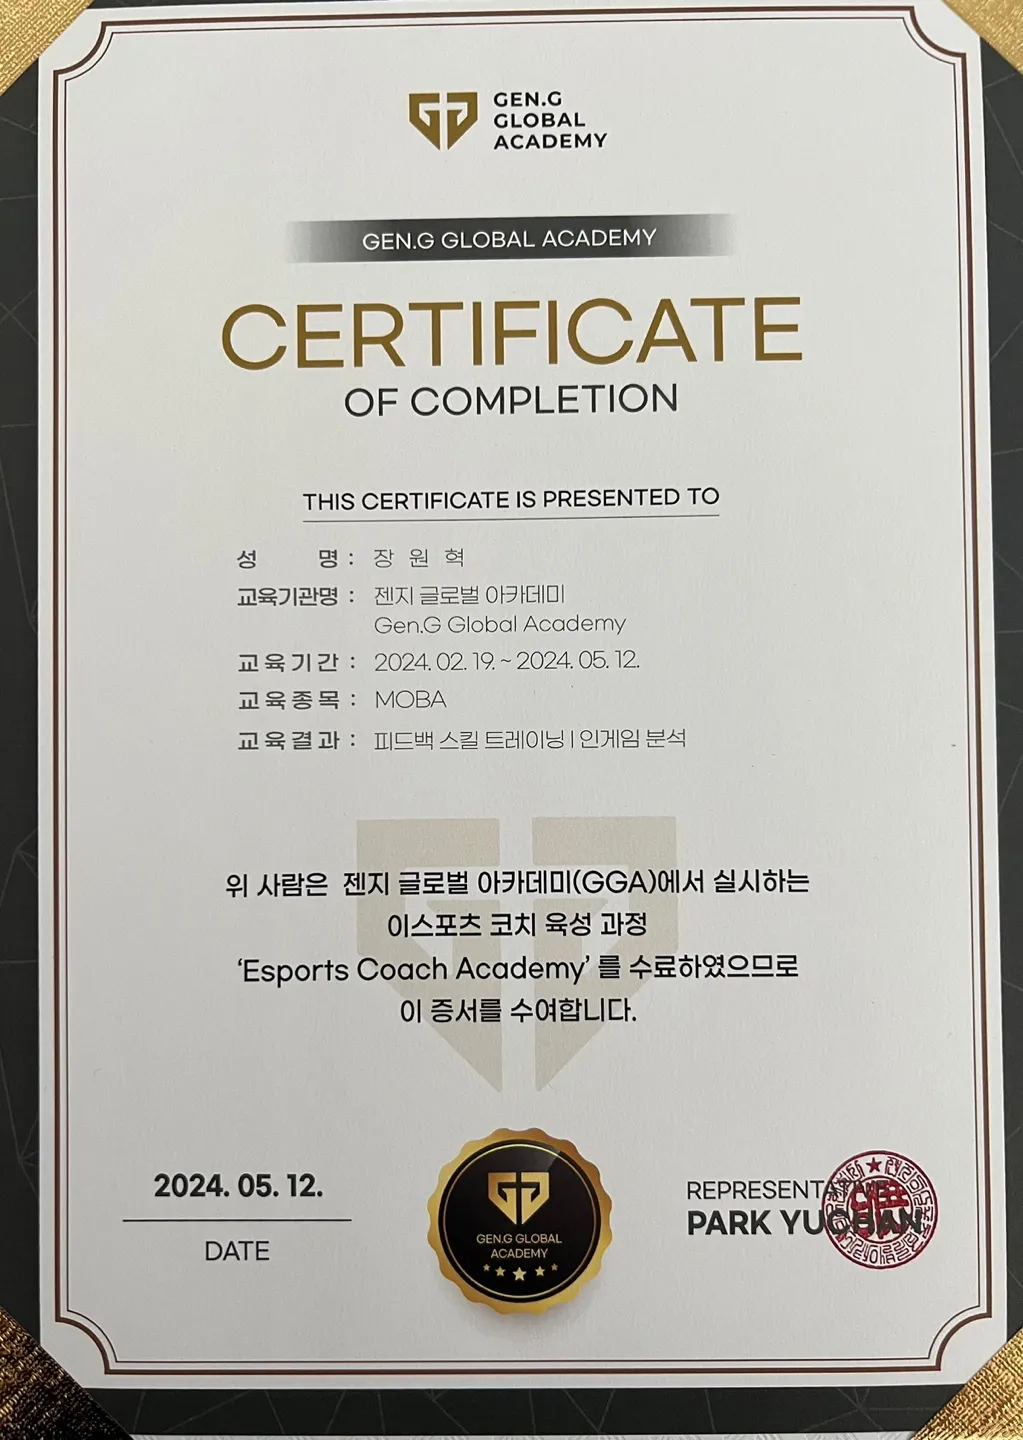 GEN.G
GLOBAL
ACADEMY
GEN.G GLOBAL ACADEMY
CERTIFICATE
OF COMPLETION
THIS CERTIFICATE IS PRESENTED TO
성 명 : 장 원 혁
교육기관명 : 젠지 글로벌 아카데미
Gen.G Global Academy
교육기간 : 2024. 02. 19. ~ 2024. 05. 12.
교육종목 : MOBA
교육결과 : 피드백 스킬 트레이닝 | 인게임 분석
위 사람은 젠지 글로벌 아카데미(GGA)에서 실시하는
이스포츠 코치 육성 과정
‘Esports Coach Academy’ 를 수료하였으므로
이 증서를 수여합니다.
2024. 05. 12.
DATE
GEN.G GLOBAL
ACADEMY
REPRESENTATIVE
PARK YUCHAN